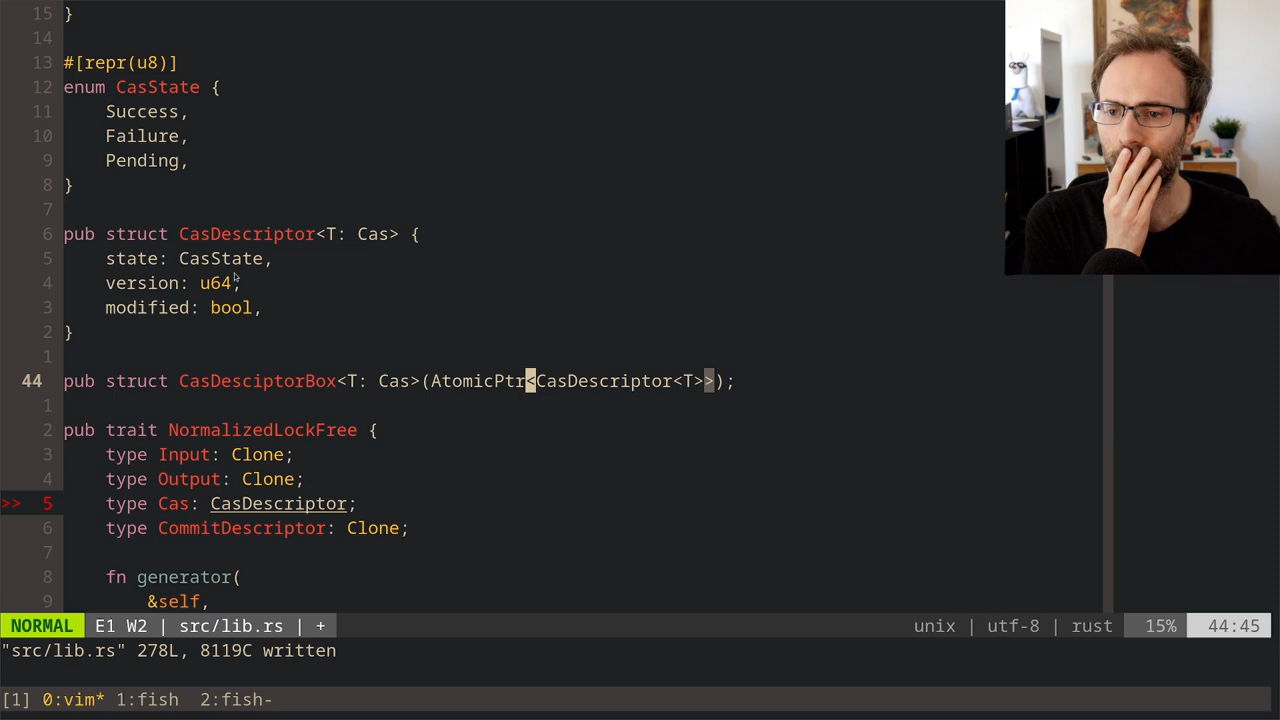 15 }
14
13 #[repr(u8)]
12 enum CasState {
11     Success,
10     Failure,
9     Pending,
8 }
7
6 pub struct CasDescriptor<T: Cas> {
5     state: CasState,
4     version: u64,
3     modified: bool,
2 }
1
44 pub struct CasDesciptorBox<T: Cas>(AtomicPtr<CasDescriptor<T>>);
1
2 pub trait NormalizedLockFree {
3     type Input: Clone;
4     type Output: Clone;
>> 5     type Cas: CasDescriptor;
6     type CommitDescriptor: Clone;
7
8     fn generator(
9         &self,
NORMAL E1 W2 | src/lib.rs | + unix | utf-8 | rust 15% 44:45
"src/lib.rs" 278L, 8119C written
[1] 0:vim* 1:fish 2:fish-